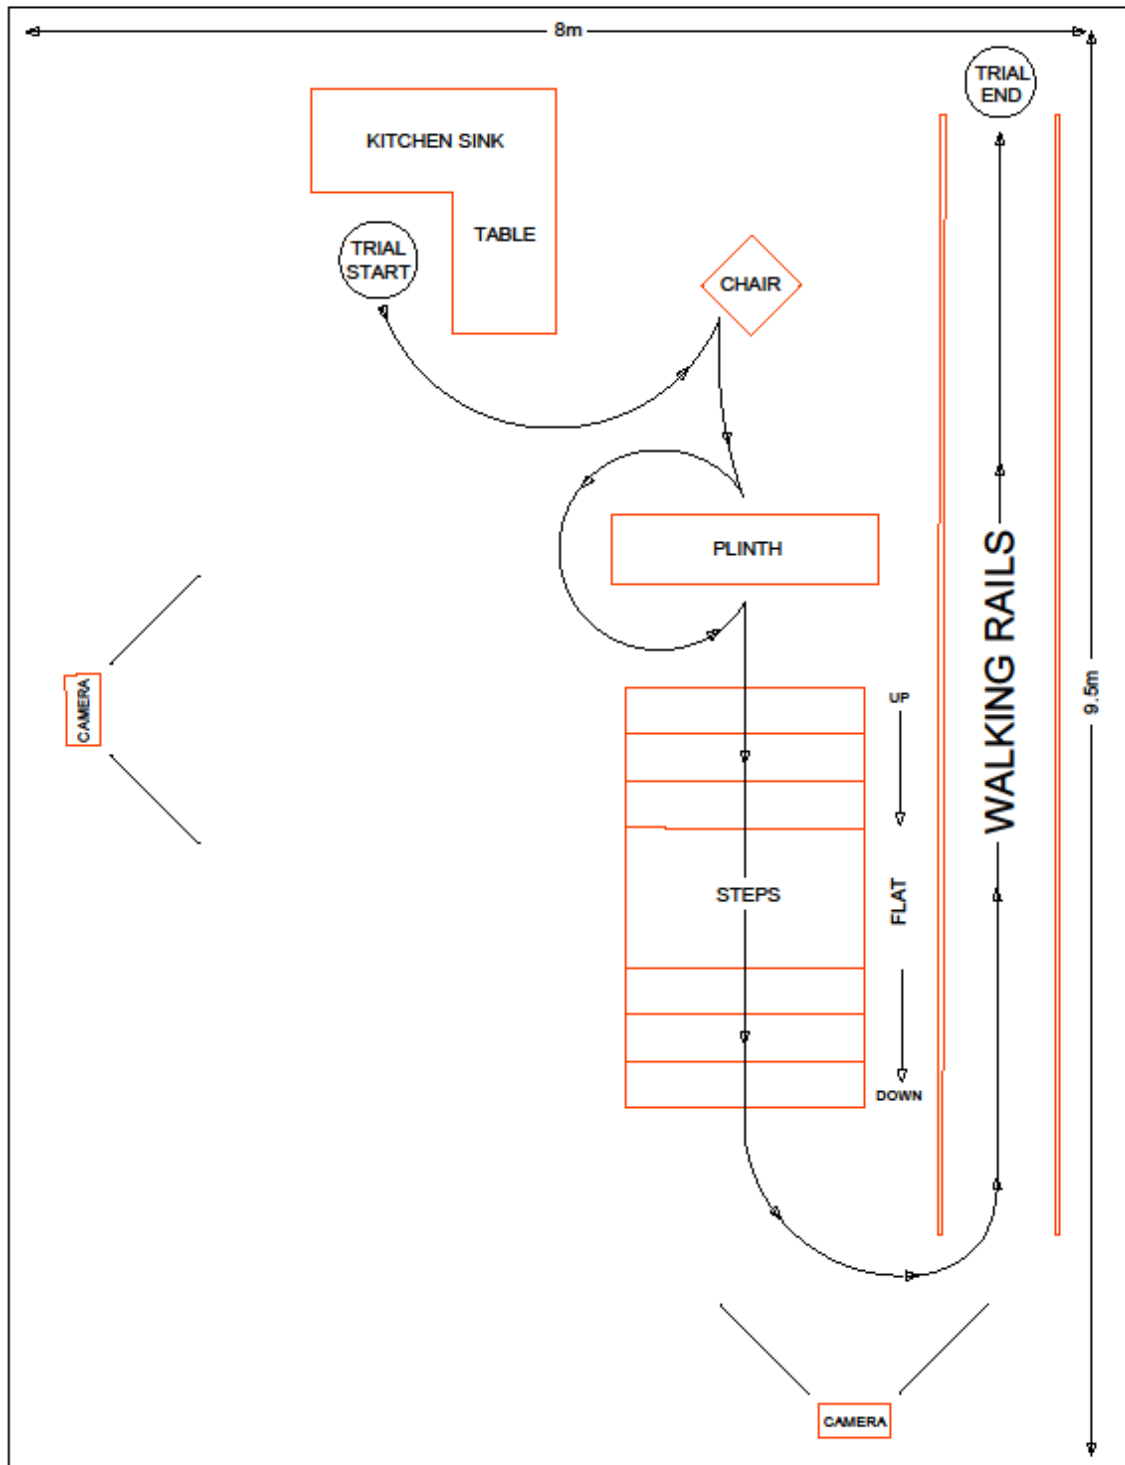 8m
TRIAL
END
KITCHEN SINK
TABLE
TRIAL
START
CHAIR
PLINTH
WALKING RAILS
9.5m
CAMERA
UP
STEPS
FLAT
DOWN
CAMERA